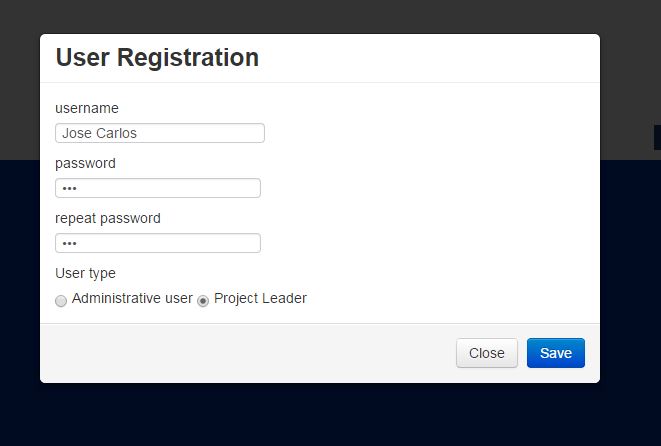 User Registration
username
Jose Carlos
password
•••
repeat password
•••
User type
Administrative user Project Leader
Close Save